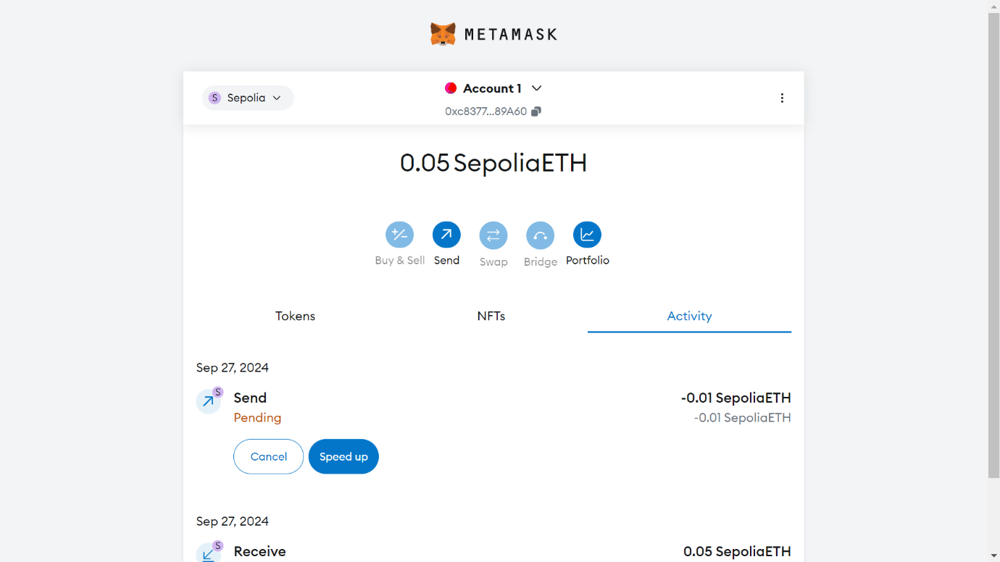 METAMASK
S Sepolia
Account 1
0xc8377...89A60
0.05 SepoliaETH
Buy & Sell Send Swap Bridge Portfolio
Tokens NFTs Activity
Sep 27, 2024
S
Send -0.01 SepoliaETH
Pending -0.01 SepoliaETH
Cancel Speed up
Sep 27, 2024
S
Receive 0.05 SepoliaETH